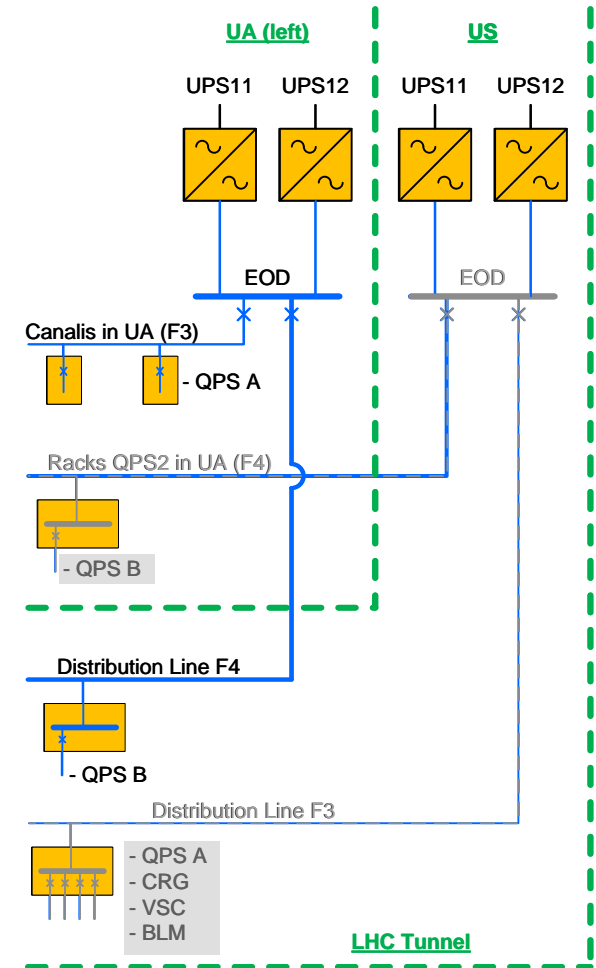 UA (left)
US
UPS11
UPS12
UPS11
UPS12
EOD
EOD
Canalis in UA (F3)
- QPS A
Racks QPS2 in UA (F4)
- QPS B
Distribution Line F4
- QPS B
Distribution Line F3
- QPS A
- CRG
- VSC
- BLM
LHC Tunnel